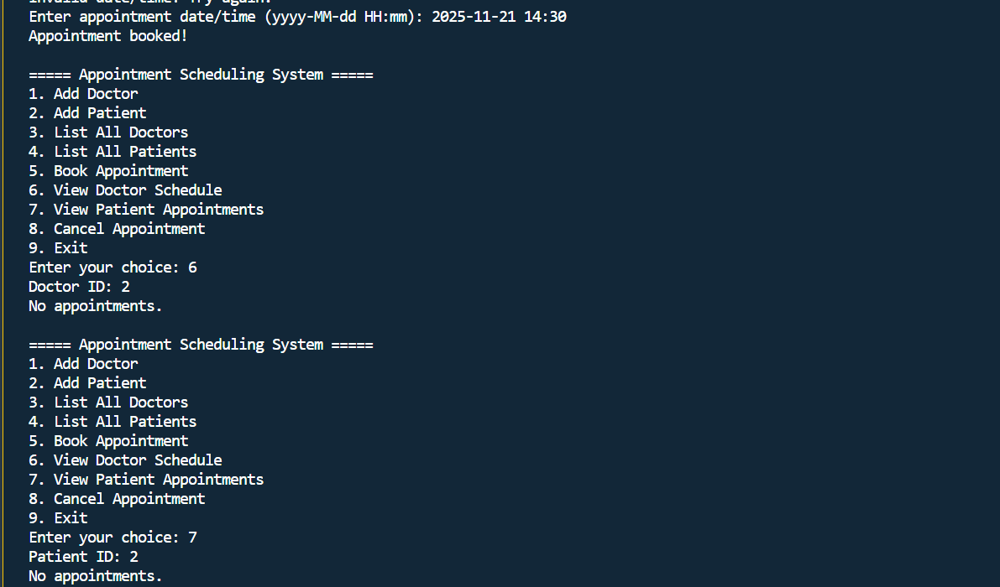 Invalid date/time! Try again.
Enter appointment date/time (yyyy-MM-dd HH:mm): 2025-11-21 14:30
Appointment booked!
===== Appointment Scheduling System =====
1. Add Doctor
2. Add Patient
3. List All Doctors
4. List All Patients
5. Book Appointment
6. View Doctor Schedule
7. View Patient Appointments
8. Cancel Appointment
9. Exit
Enter your choice: 6
Doctor ID: 2
No appointments.
===== Appointment Scheduling System =====
1. Add Doctor
2. Add Patient
3. List All Doctors
4. List All Patients
5. Book Appointment
6. View Doctor Schedule
7. View Patient Appointments
8. Cancel Appointment
9. Exit
Enter your choice: 7
Patient ID: 2
No appointments.